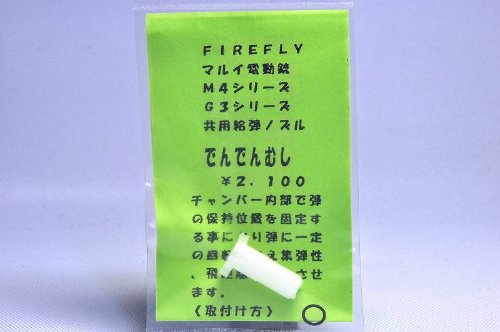 FIREFLY
マルイ電動銃
M4シリーズ
G3シリーズ
共用給弾ノズル
でんでんむし
¥2,100
チャンバー内部で弾
の保持位置を固定す
る事に り弾に一定
の回転 え集弾性
、飛 させ
ます。
(取付け方)